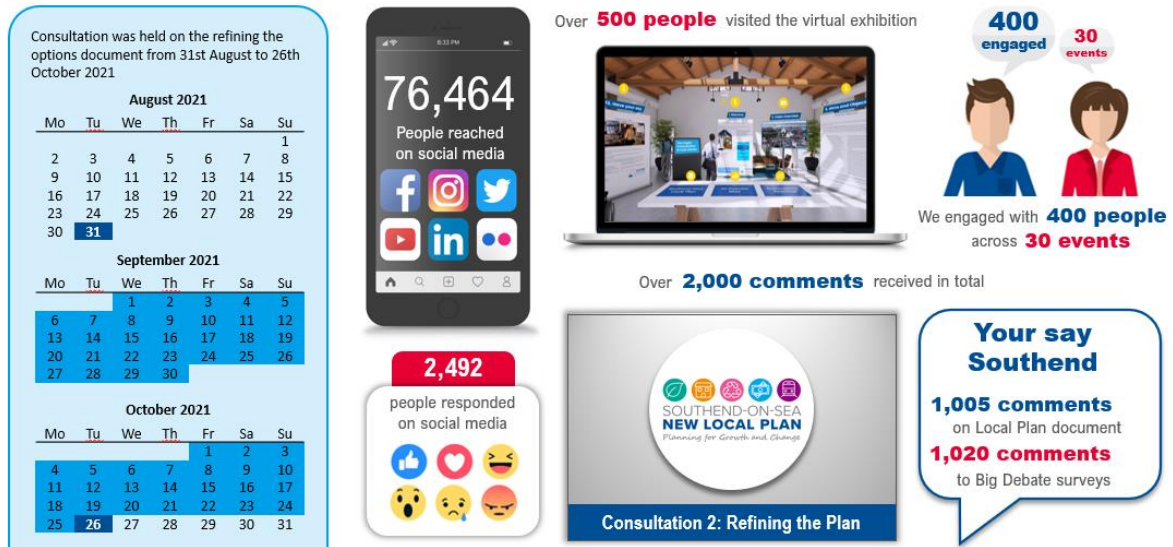 Consultation was held on the refining the
options document from 31st August to 26th
October 2021
August 2021
Mo Tu We Th Fr Sa Su
1
2 3 4 5 6 7 8
9 10 11 12 13 14 15
16 17 18 19 20 21 22
23 24 25 26 27 28 29
30 31
September 2021
Mo Tu We Th Fr Sa Su
1 2 3 4 5
6 7 8 9 10 11 12
13 14 15 16 17 18 19
20 21 22 23 24 25 26
27 28 29 30
October 2021
Mo Tu We Th Fr Sa Su
1 2 3
4 5 6 7 8 9 10
11 12 13 14 15 16 17
18 19 20 21 22 23 24
25 26 27 28 29 30 31
8:33 PM
76,464
People reached
on social media
f
in
2,492
people responded
on social media
Over 500 people visited the virtual exhibition
400
engaged
30
events
We engaged with 400 people
across 30 events
Over 2,000 comments received in total
SOUTHEND-ON-SEA
NEW LOCAL PLAN
Planning for Growth and Change
Consultation 2: Refining the Plan
Your say
Southend
1,005 comments
on Local Plan document
1,020 comments
to Big Debate surveys